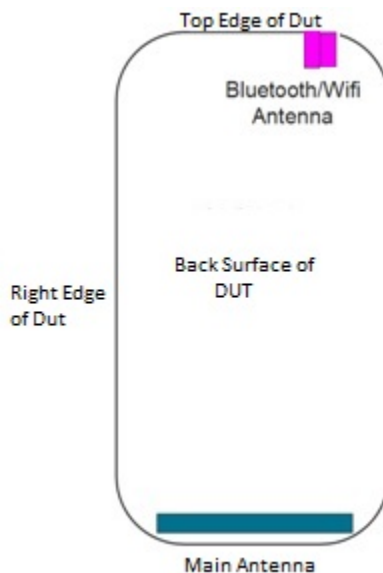 Top Edge of Dut
Bluetooth/Wifi
Antenna
Back Surface of
DUT
Right Edge
of Dut
Main Antenna